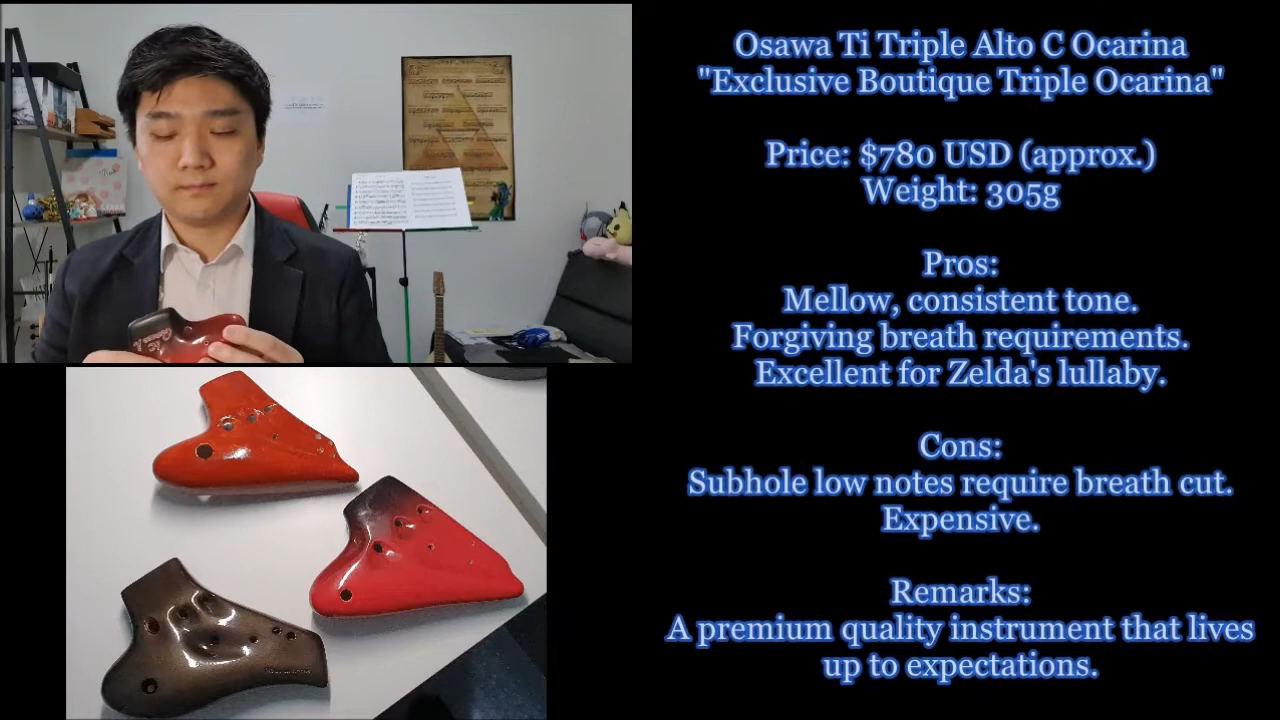 Osawa Ti Triple Alto C Ocarina
"Exclusive Boutique Triple Ocarina"
Price: $780 USD (approx.)
Weight: 305g
Pros:
Mellow, consistent tone.
Forgiving breath requirements.
Excellent for Zelda's lullaby.
Cons:
Subhole low notes require breath cut.
Expensive.
Remarks:
A premium quality instrument that lives
up to expectations.